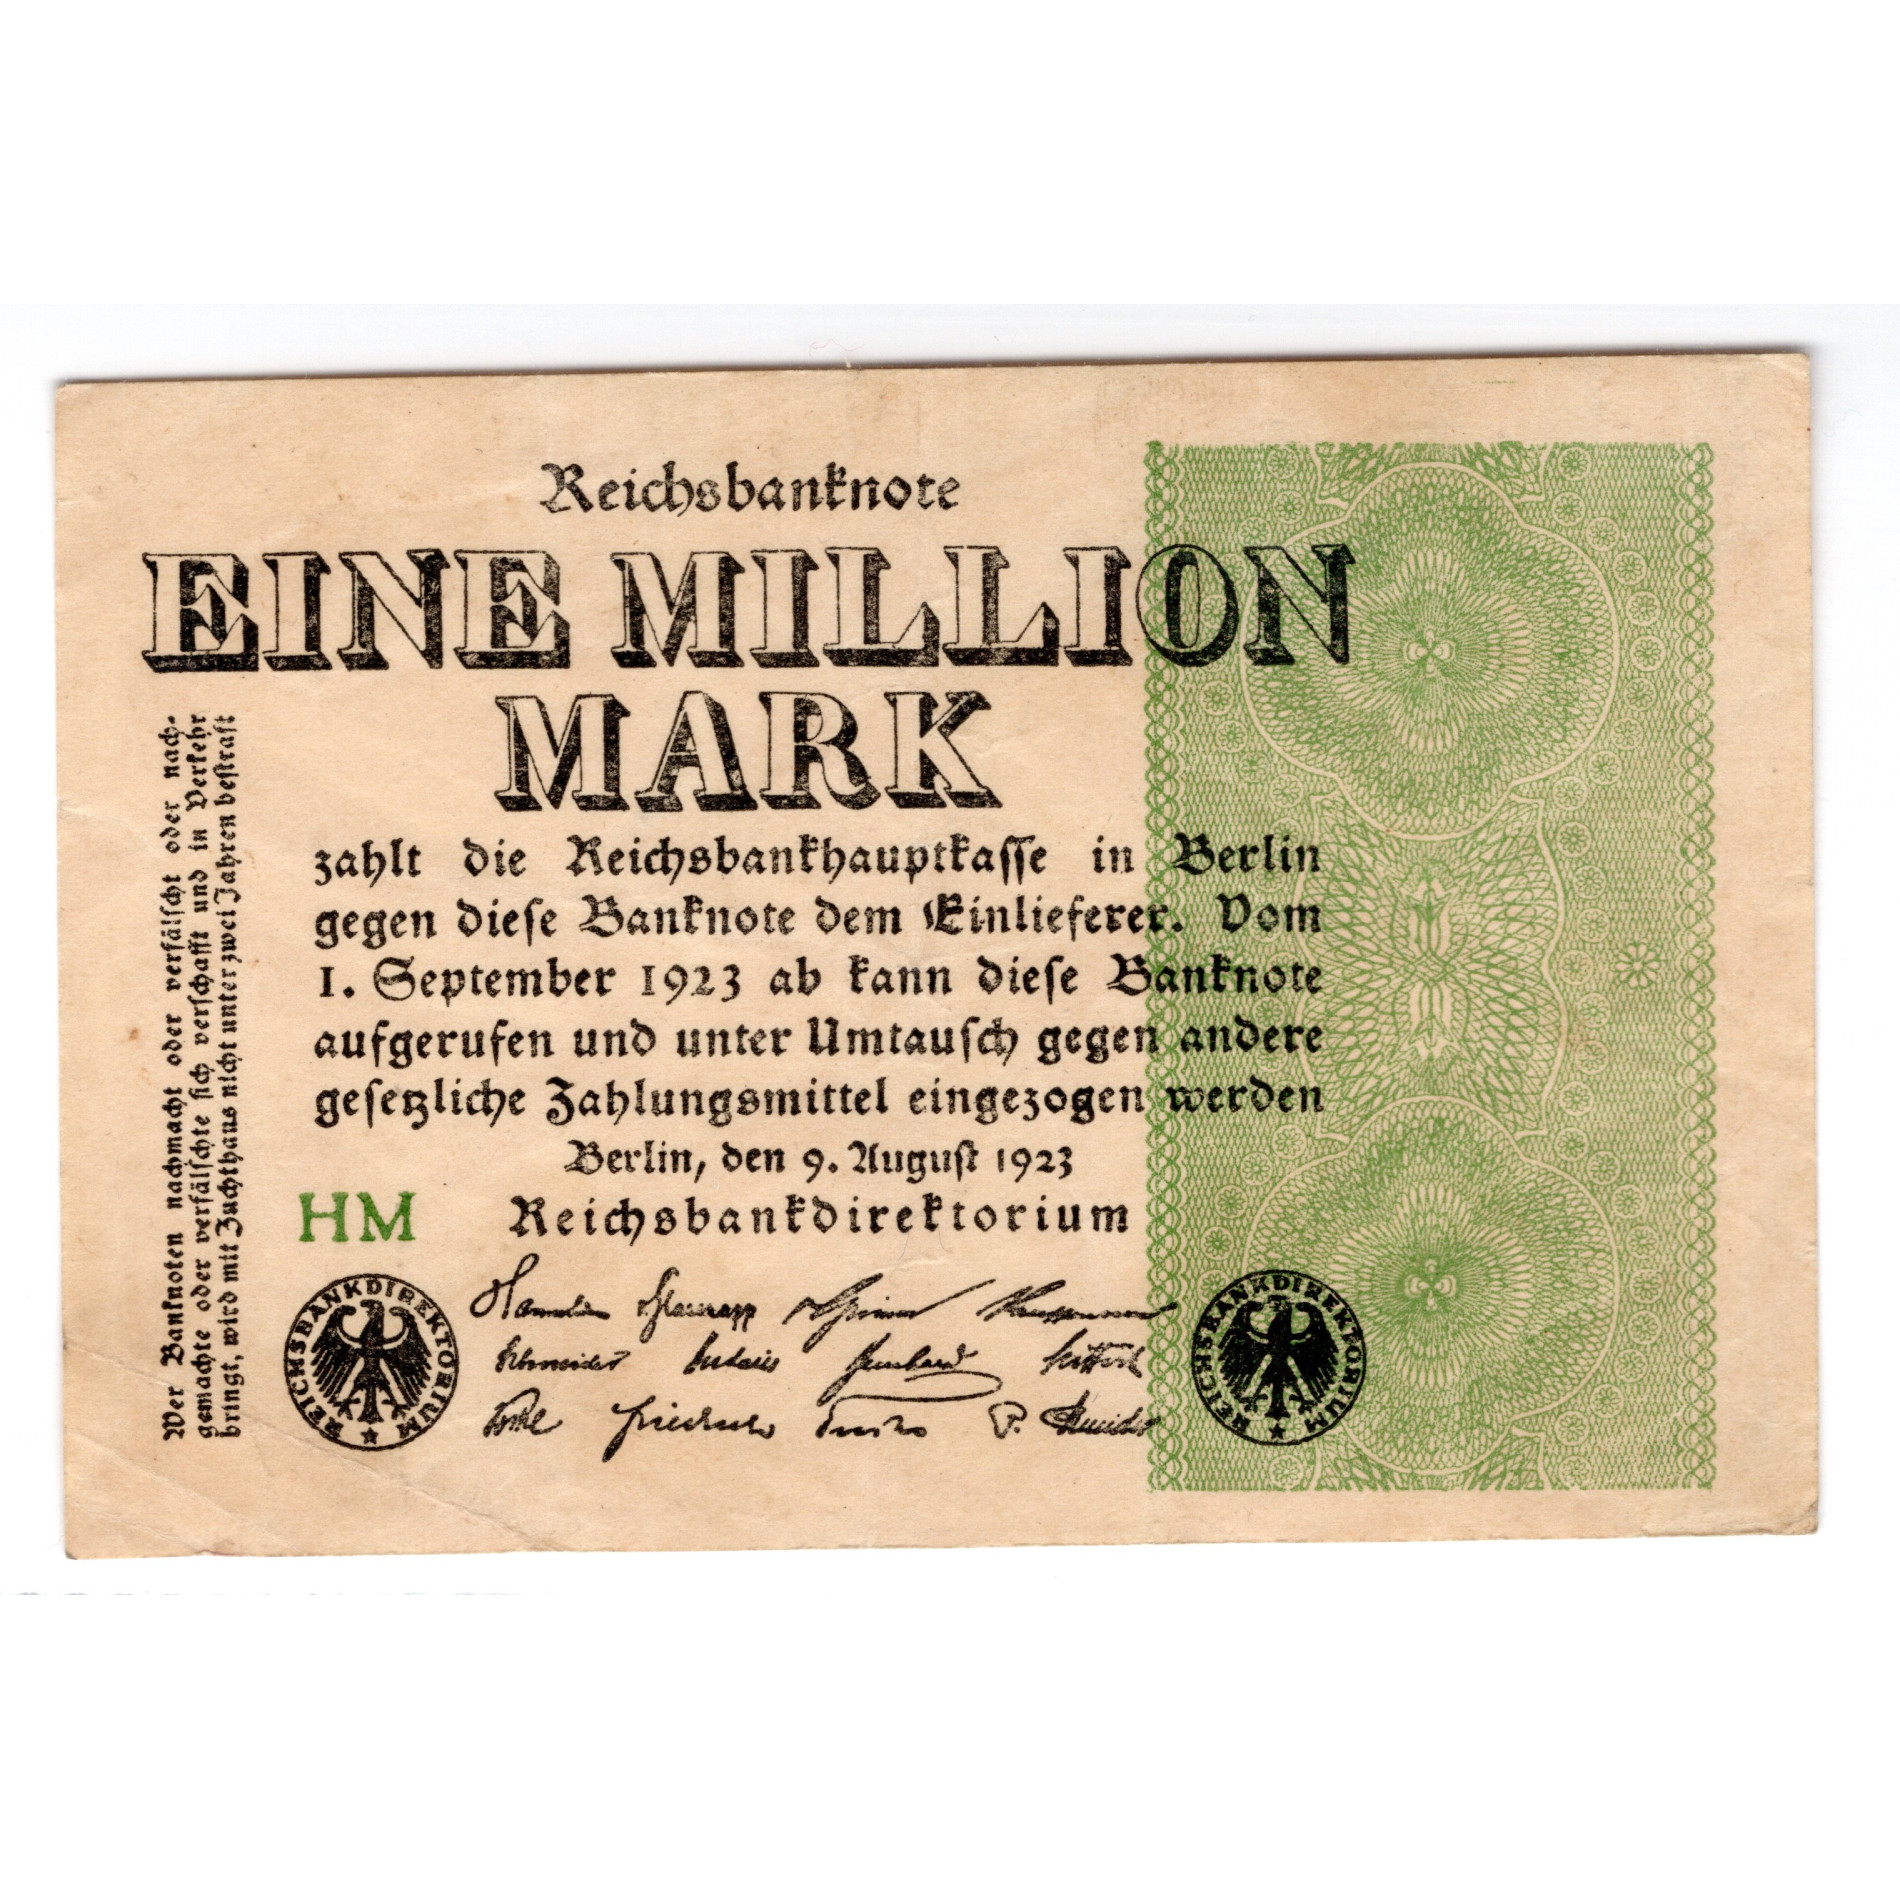 Reichsbanknote
EINE MILLION
MARK
zahlt die Reichsbankhauptkasse in Berlin
gegen diese Banknote dem Einlieferer. Vom
1. September 1923 ab kann diese Banknote
aufgerufen und unter Umtausch gegen andere
gesetzliche Zahlungsmittel eingezogen werden
Berlin, den 9. August 1923
HM Reichsbankdirektorium
REICHSBANKDIREKTORIUM
REICHSBANKDIREKTORIUM
Wer Banknoten nachmacht oder verfälscht oder nach-
gemachte oder verfälschte sich verschafft und in Verkehr
bringt, wird mit Zuchthaus nicht unter zwei Jahren bestraft